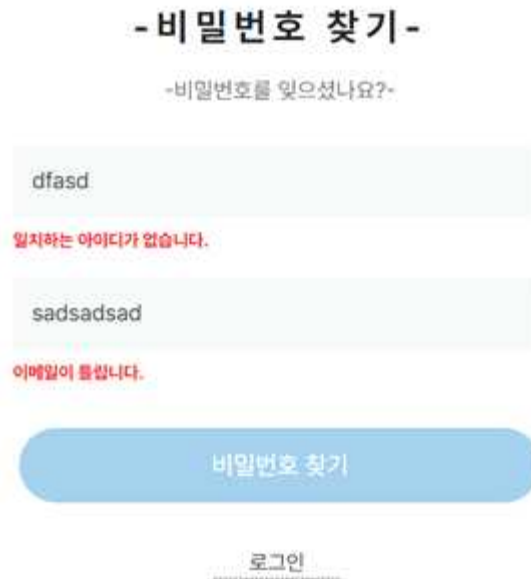 -비밀번호 찾기-
-비밀번호를 잊으셨나요?-
dfasd
일치하는 아이디가 없습니다.
sadsadsad
이메일이 틀립니다.
비밀번호 찾기
로그인